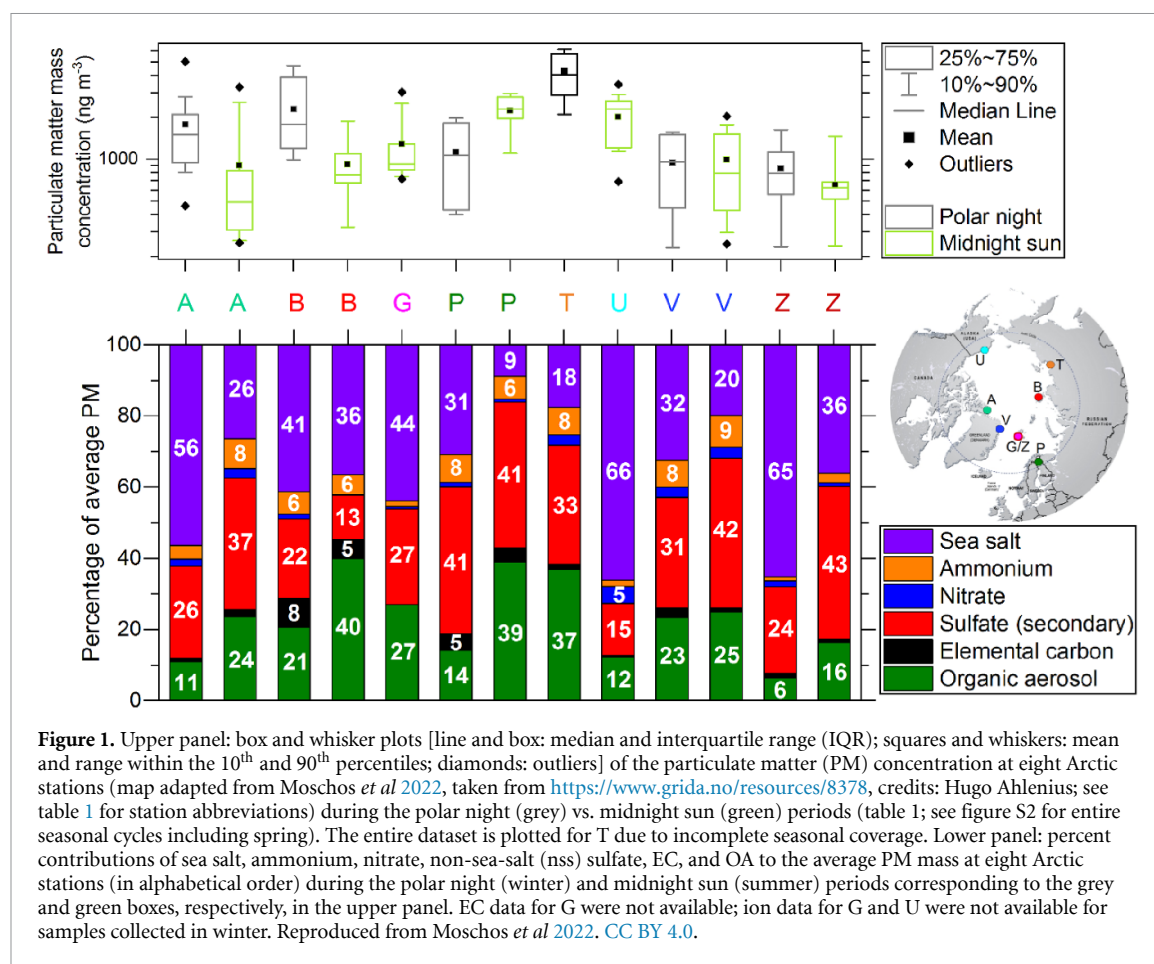 Particulate matter mass
concentration (ng m⁻³)
1000
25%~75%
10%~90%
Median Line
Mean
Outliers
Polar night
Midnight sun
A A B B G P P T U V V Z Z
Percentage of average PM
100
80
60
40
20
0
56 26 11
26 8 37 24
41 6 22 8 21
36 6 13 5 40
44 27 27
31 8 41 5 14
9 6 41 39
18 8 33 37
66 5 15 12
32 8 31 23
20 9 42 25
65 24 6
36 43 16
ALASKA
(USA)
CANADA
U
T
B
A
V
G/Z
P
GREENLAND
RUSSIAN
FEDERATION
ICELAND
NORWAY
Sea salt
Ammonium
Nitrate
Sulfate (secondary)
Elemental carbon
Organic aerosol
Figure 1. Upper panel: box and whisker plots [line and box: median and interquartile range (IQR); squares and whiskers: mean
and range within the 10th and 90th percentiles; diamonds: outliers] of the particulate matter (PM) concentration at eight Arctic
stations (map adapted from Moschos et al 2022, taken from https://www.grida.no/resources/8378, credits: Hugo Ahlenius; see
table 1 for station abbreviations) during the polar night (grey) vs. midnight sun (green) periods (table 1; see figure S2 for entire
seasonal cycles including spring). The entire dataset is plotted for T due to incomplete seasonal coverage. Lower panel: percent
contributions of sea salt, ammonium, nitrate, non-sea-salt (nss) sulfate, EC, and OA to the average PM mass at eight Arctic
stations (in alphabetical order) during the polar night (winter) and midnight sun (summer) periods corresponding to the grey
and green boxes, respectively, in the upper panel. EC data for G were not available; ion data for G and U were not available for
samples collected in winter. Reproduced from Moschos et al 2022. CC BY 4.0.